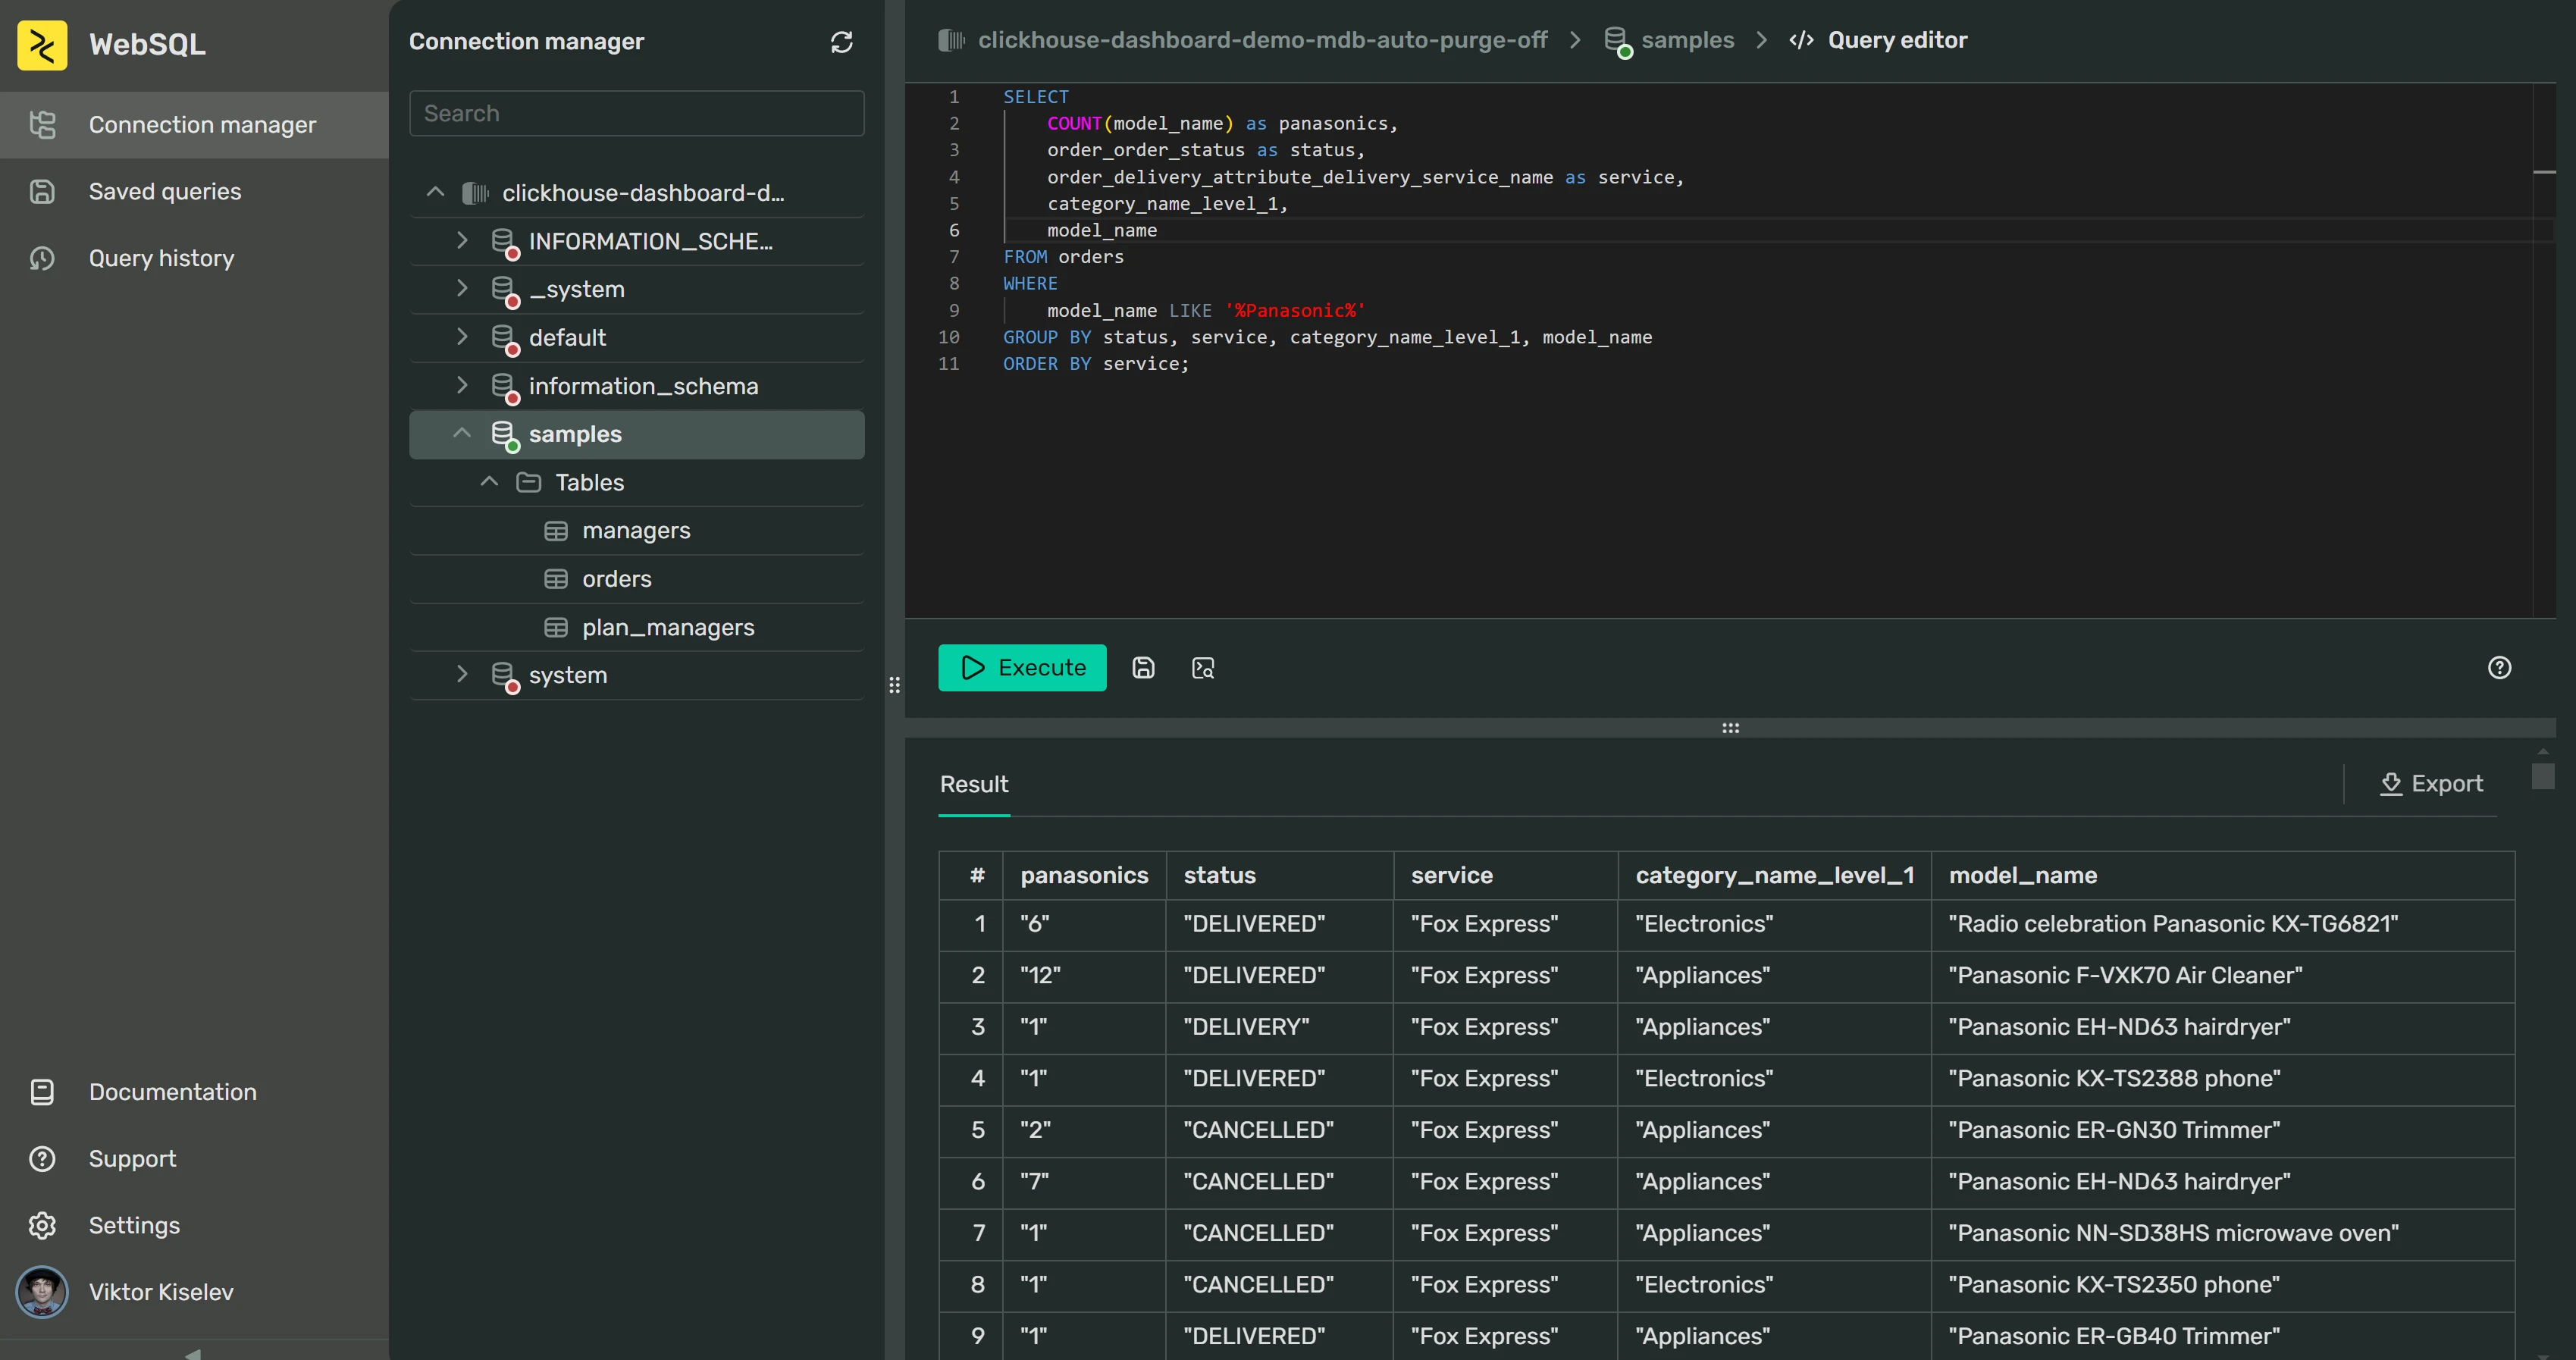 WebSQL
Connection manager
Saved queries
Query history
Documentation
Support
Settings
Viktor Kiselev
Connection manager
Search
clickhouse-dashboard-d...
INFORMATION_SCHE...
_system
default
information_schema
samples
Tables
managers
orders
plan_managers
system
clickhouse-dashboard-demo-mdb-auto-purge-off > samples > </> Query editor
1 SELECT
2 COUNT(model_name) as panasonics,
3 order_order_status as status,
4 order_delivery_attribute_delivery_service_name as service,
5 category_name_level_1,
6 model_name
7 FROM orders
8 WHERE
9 model_name LIKE '%Panasonic%'
10 GROUP BY status, service, category_name_level_1, model_name
11 ORDER BY service;
Execute
Result
Export
# panasonics status service category_name_level_1 model_name
1 "6" "DELIVERED" "Fox Express" "Electronics" "Radio celebration Panasonic KX-TG6821"
2 "12" "DELIVERED" "Fox Express" "Appliances" "Panasonic F-VXK70 Air Cleaner"
3 "1" "DELIVERY" "Fox Express" "Appliances" "Panasonic EH-ND63 hairdryer"
4 "1" "DELIVERED" "Fox Express" "Electronics" "Panasonic KX-TS2388 phone"
5 "2" "CANCELLED" "Fox Express" "Appliances" "Panasonic ER-GN30 Trimmer"
6 "7" "CANCELLED" "Fox Express" "Appliances" "Panasonic EH-ND63 hairdryer"
7 "1" "CANCELLED" "Fox Express" "Appliances" "Panasonic NN-SD38HS microwave oven"
8 "1" "CANCELLED" "Fox Express" "Electronics" "Panasonic KX-TS2350 phone"
9 "1" "DELIVERED" "Fox Express" "Appliances" "Panasonic ER-GB40 Trimmer"